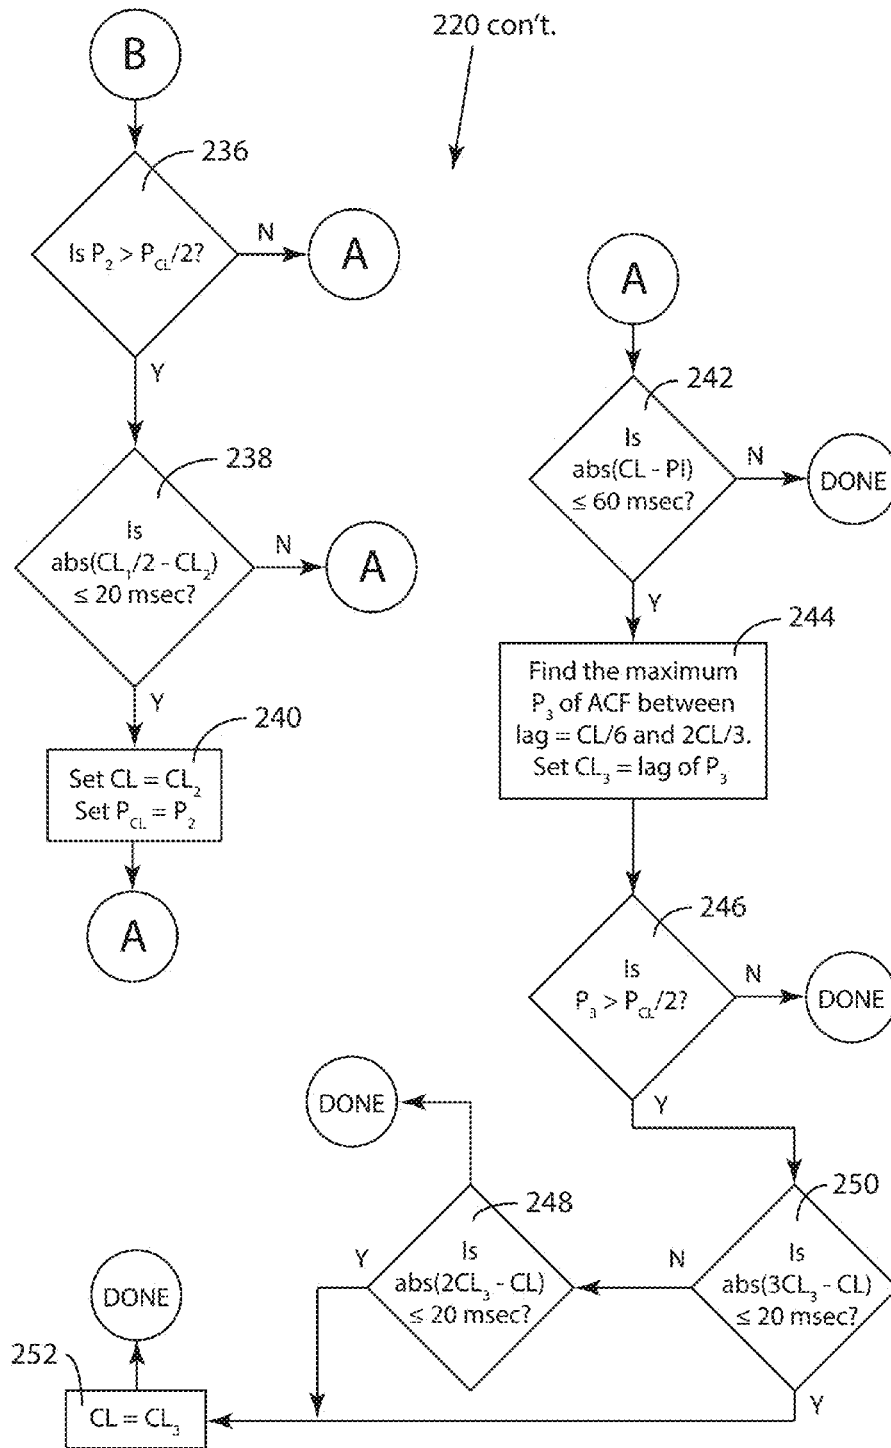 220 con't.
B
236
Is P₂ > P_CL/2?
N
A
Y
238
Is
abs(CL₁/2 - CL₂)
≤ 20 msec?
N
A
Y
240
Set CL = CL₂
Set P_CL = P₂
A
A
242
Is
abs(CL - PI)
≤ 60 msec?
N
DONE
Y
244
Find the maximum
P₃ of ACF between
lag = CL/6 and 2CL/3.
Set CL₃ = lag of P₃
246
Is
P₃ > P_CL/2?
N
DONE
Y
250
Is
abs(3CL₃ - CL)
≤ 20 msec?
N
Y
248
Is
abs(2CL₃ - CL)
≤ 20 msec?
Y
DONE
DONE
252
CL = CL₃